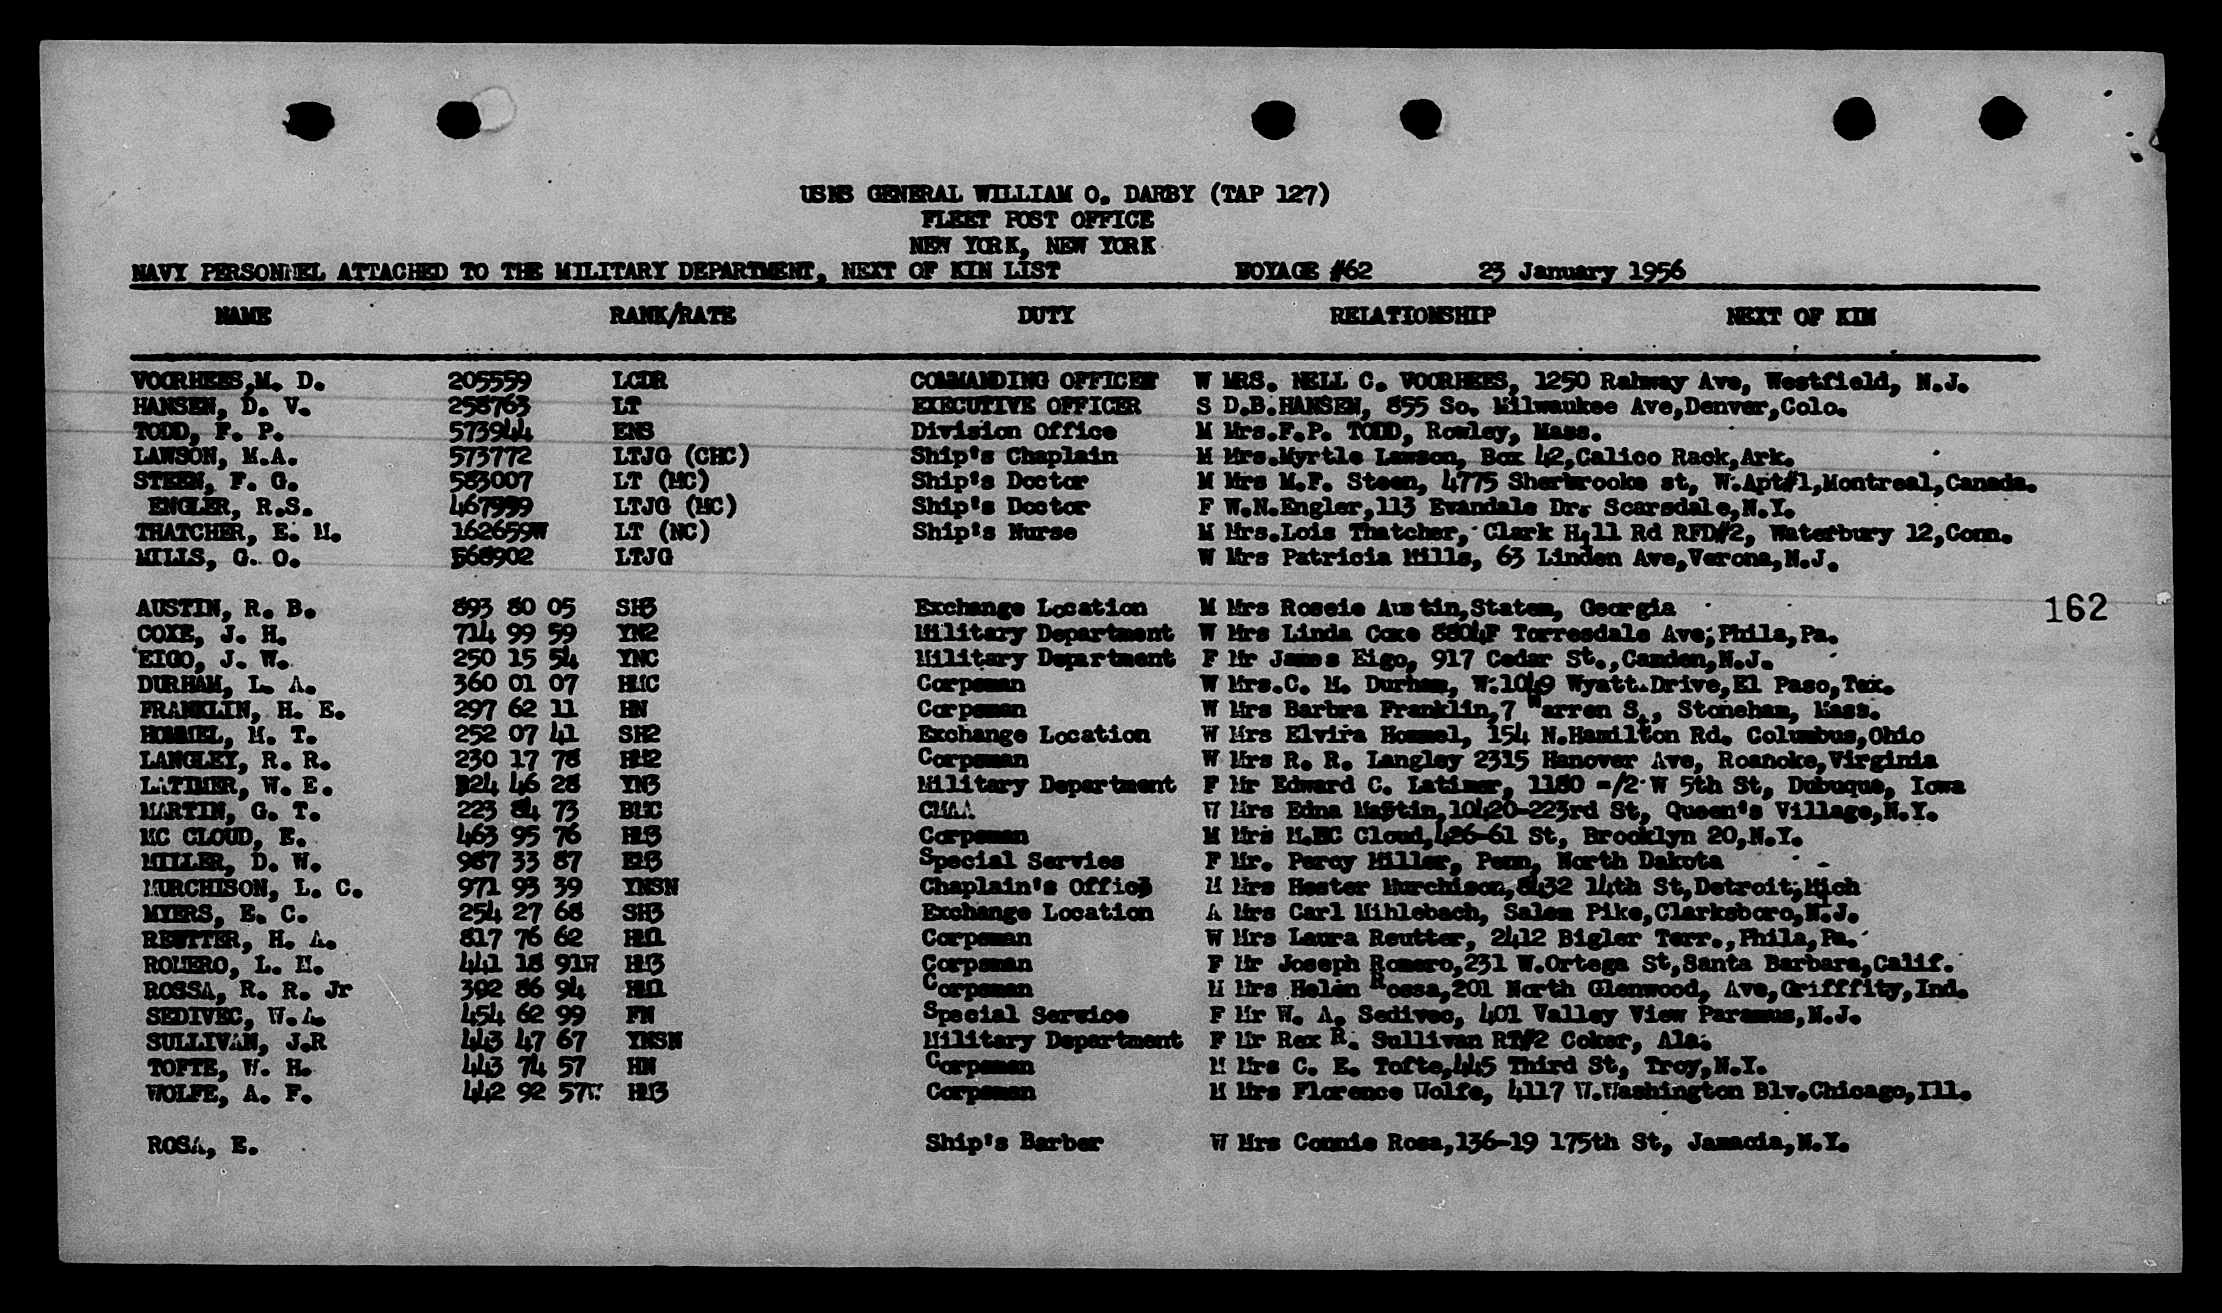 USNS GENERAL WILLIAM O. DARBY (TAP 127)
FLEET POST OFFICE
NEW YORK, NEW YORK
NAVY PERSONNEL ATTACHED TO THE MILITARY DEPARTMENT, NEXT OF KIN LIST VOYAGE #62 23 January 1956
NAME RANK/RATE DUTY RELATIONSHIP NEXT OF KIN
VOORHEES,M. D. 205559 LCDR COMMANDING OFFICER W MRS. NELL C. VOORHEES, 1250 Rahway Ave, Westfield, N.J.
HANSEN, D. V. 258763 LT EXECUTIVE OFFICER S D.B.HANSEN, 855 So. Milwaukee Ave,Denver,Colo.
TODD, F. P. 573944 ENS Division Office M Mrs.F.P. TODD, Rowley, Mass.
LAWSON, M.A. 573772 LTJG (CHC) Ship's Chaplain M Mrs.Myrtle Lawson, Box 42,Calico Rock,Ark.
STEEN, F. G. 583007 LT (MC) Ship's Doctor M Mrs M.F. Steen, 4775 Sherbrooke st, W.Apt#1,Montreal,Canada.
ENGLER, R.S. 467999 LTJG (MC) Ship's Doctor F W.N.Engler,113 Evandale Dr. Scarsdale,N.Y.
THATCHER, E. M. 162659W LT (NC) Ship's Nurse M Mrs.Lois Thatcher, Clark Hill Rd RFD#2, Waterbury 12,Conn.
MILLS, G. O. 568902 LTJG W Mrs Patricia Mills, 63 Linden Ave,Verona,N.J.
AUSTIN, R. B. 893 80 05 SH3 Exchange Location M Mrs Roseie Austin,Statem, Georgia
162
COXE, J. H. 714 99 59 YN2 Military Department W Mrs Linda Coxe 8804F Torresdale Ave,Phila,Pa.
EIGO, J. W. 250 15 54 YNC Military Department F Mr James Eigo, 917 Cedar St.,Camden,N.J.
DURHAM, L. A. 360 01 07 HMC Corpsman W Mrs.C. M. Durham, W.1049 Wyatt.Drive,El Paso,Tex.
FRANKLIN, H. E. 297 62 11 HN Corpsman W Mrs Barbra Franklin,7 Warren St, Stoneham, Mass.
HOMMEL, M. T. 252 07 41 SH2 Exchange Location W Mrs Elvira Hommel, 154 N.Hamilton Rd. Columbus,Ohio
LANGLEY, R. R. 230 17 78 HM2 Corpsman W Mrs R. R. Langley 2315 Hanover Ave, Roanoke,Virginia
LATIMER, W. E. 324 46 28 YN3 Military Department F Mr Edward C. Latimer, 1180 -/2 W 5th St, Dubuque, Iowa
MARTIN, G. T. 223 84 73 BMC CMAA W Mrs Edna Martin,10420-223rd St, Queen's Village,N.Y.
MC CLOUD, E. 463 95 76 HM3 Corpsman M Mrs M.MC Cloud,426-61 St, Brooklyn 20,N.Y.
MILLER, D. W. 987 33 87 EM3 Special Servies F Mr. Percy Miller, Penn, North Dakota
MURCHISON, L. C. 971 93 39 YNSN Chaplain's Office M Mrs Hester Murchison,8432 14th St,Detroit,Mich
MYERS, E. C. 254 27 68 SH3 Exchange Location A Mrs Carl Mihlebach, Salem Pike,Clarksboro,N.J.
REUTTER, H. A. 817 76 62 HM1 Corpsman W Mrs Laura Reutter, 2412 Bigler Terr.,Phila,Pa.
ROMERO, L. M. 441 18 91W HM3 Corpsman F Mr Joseph Romero,231 W.Ortega St,Santa Barbara,Calif.
ROSSA, R. R. Jr 392 86 94 HM1 Corpsman M Mrs Helen Rossa,201 North Glenwood, Ave,Grifffity,Ind.
SEDIVEC, W.A. 454 62 99 FN Special Service F Mr W. A. Sedivec, 401 Valley View Paramus,N.J.
SULLIVAN, J.R 443 47 67 YNSN Military Department F Mr Rex R. Sullivan RT#2 Coker, Ala.
TOFTE, W. H. 443 74 57 HN Corpsman M Mrs C. E. Tofte,445 Third St, Troy,N.Y.
WOLFE, A. F. 442 92 57W HM3 Corpsman M Mrs Florence Wolfe, 4117 W.Washington Blv.Chicago,Ill.
ROSA, E. Ship's Barber W Mrs Connie Rosa,136-19 175th St, Jamacia,N.Y.